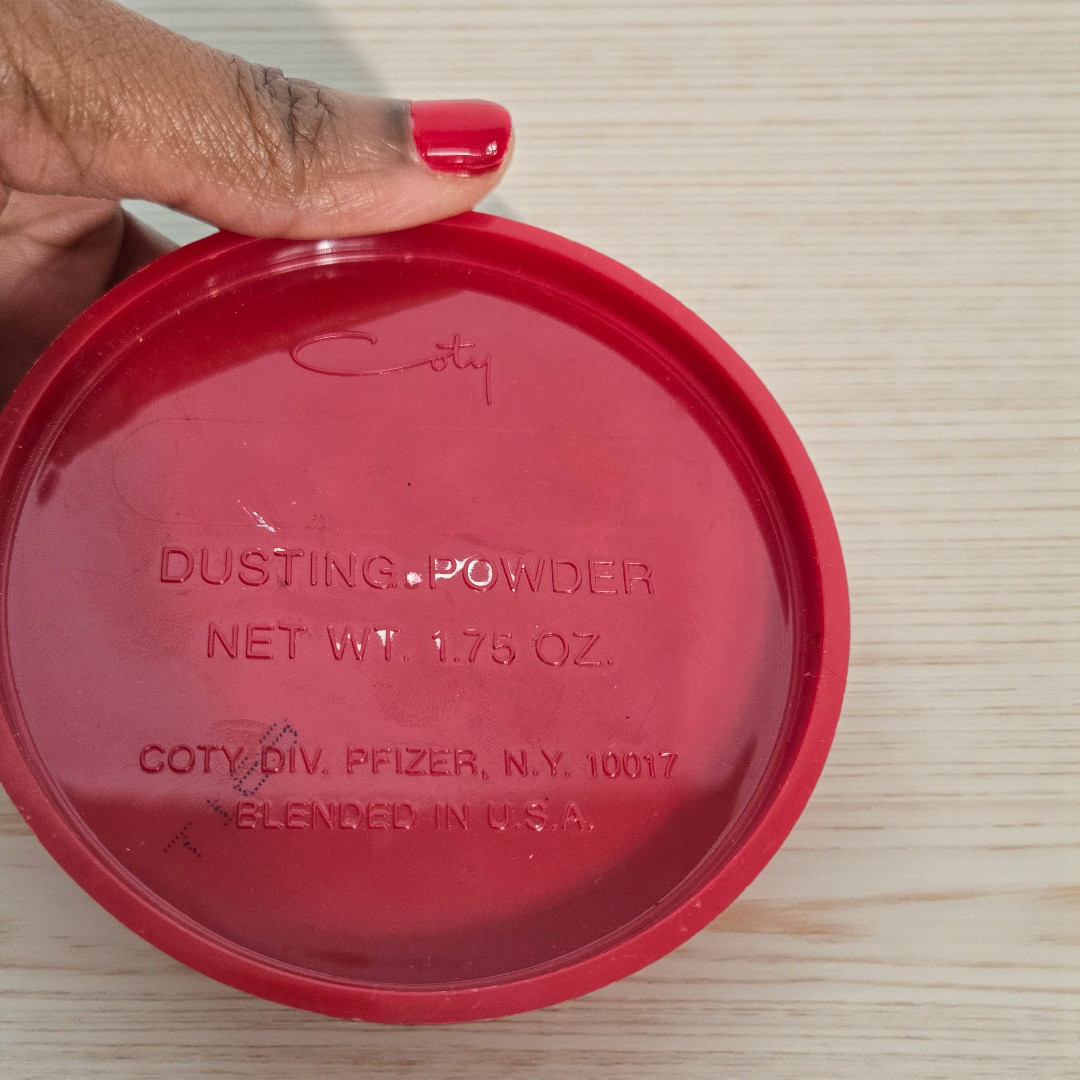 Coty
DUSTING POWDER
NET WT. 1.75 OZ.
COTY DIV. PFIZER, N.Y. 10017
BLENDED IN U.S.A.